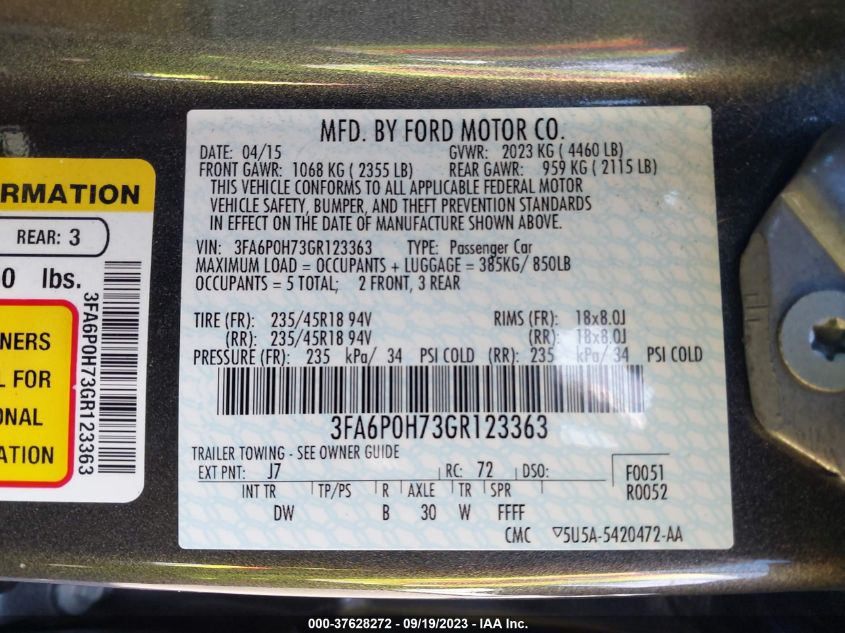 RMATION
REAR: 3
0 lbs.
NERS
L FOR
ONAL
ATION
3FA6P0H73GR123363
MFD. BY FORD MOTOR CO.
DATE: 04/15 GVWR: 2023 KG ( 4460 LB)
FRONT GAWR: 1068 KG ( 2355 LB) REAR GAWR: 959 KG ( 2115 LB)
THIS VEHICLE CONFORMS TO ALL APPLICABLE FEDERAL MOTOR
VEHICLE SAFETY, BUMPER, AND THEFT PREVENTION STANDARDS
IN EFFECT ON THE DATE OF MANUFACTURE SHOWN ABOVE.
VIN: 3FA6P0H73GR123363 TYPE: Passenger Car
MAXIMUM LOAD = OCCUPANTS + LUGGAGE = 385KG/ 850LB
OCCUPANTS = 5 TOTAL; 2 FRONT, 3 REAR
TIRE (FR): 235/45R18 94V RIMS (FR): 18x8.0J
(RR): 235/45R18 94V (RR): 18x8.0J
PRESSURE (FR): 235 kPa/ 34 PSI COLD (RR): 235 kPa/ 34 PSI COLD
3FA6P0H73GR123363
TRAILER TOWING - SEE OWNER GUIDE
EXT PNT: J7 RC: 72 DSO: F0051
R0052
INT TR TP/PS R AXLE TR SPR
DW B 30 W FFFF
CMC ▽5U5A-5420472-AA
000-37628272 - 09/19/2023 - IAA Inc.